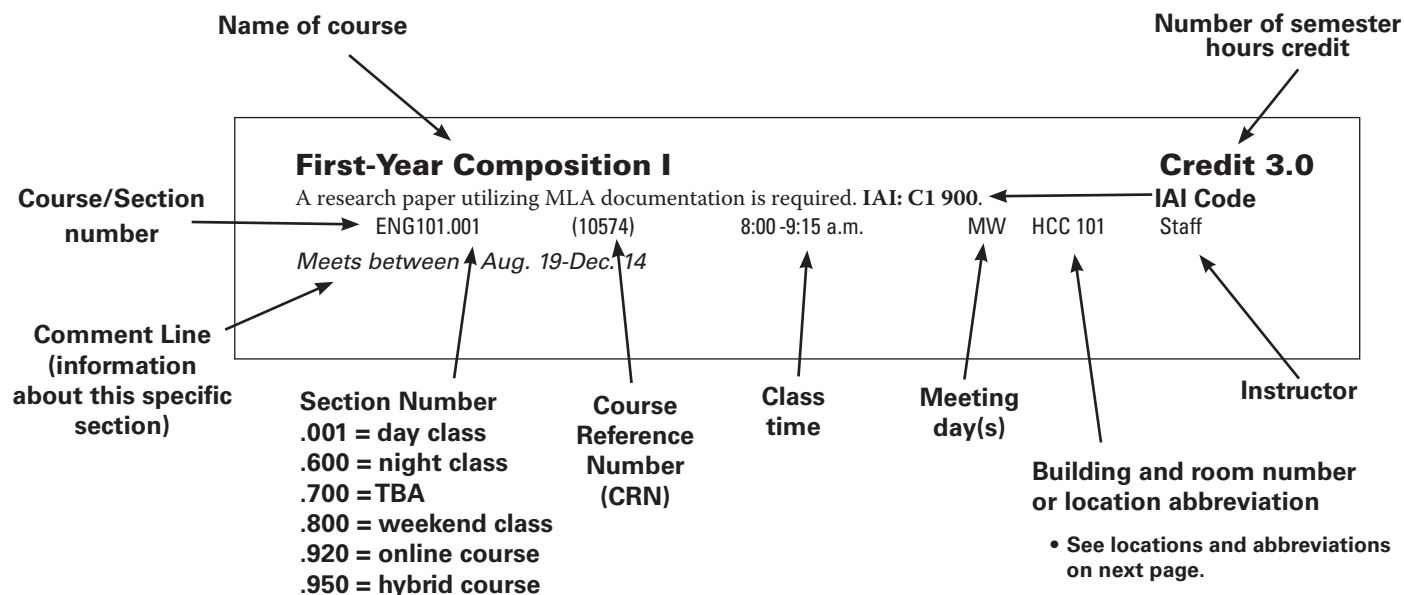 Name of course
Number of semester
hours credit
First-Year Composition I
Credit 3.0
A research paper utilizing MLA documentation is required. IAI: C1 900.
IAI Code
Course/Section
number
ENG101.001 (10574) 8:00 -9:15 a.m. MW HCC 101 Staff
Meets between Aug. 19-Dec. 14
Comment Line
(information
about this specific
section)
Section Number
.001 = day class
.600 = night class
.700 = TBA
.800 = weekend class
.920 = online course
.950 = hybrid course
Course
Reference
Number
(CRN)
Class
time
Meeting
day(s)
Instructor
Building and room number
or location abbreviation
• See locations and abbreviations
on next page.